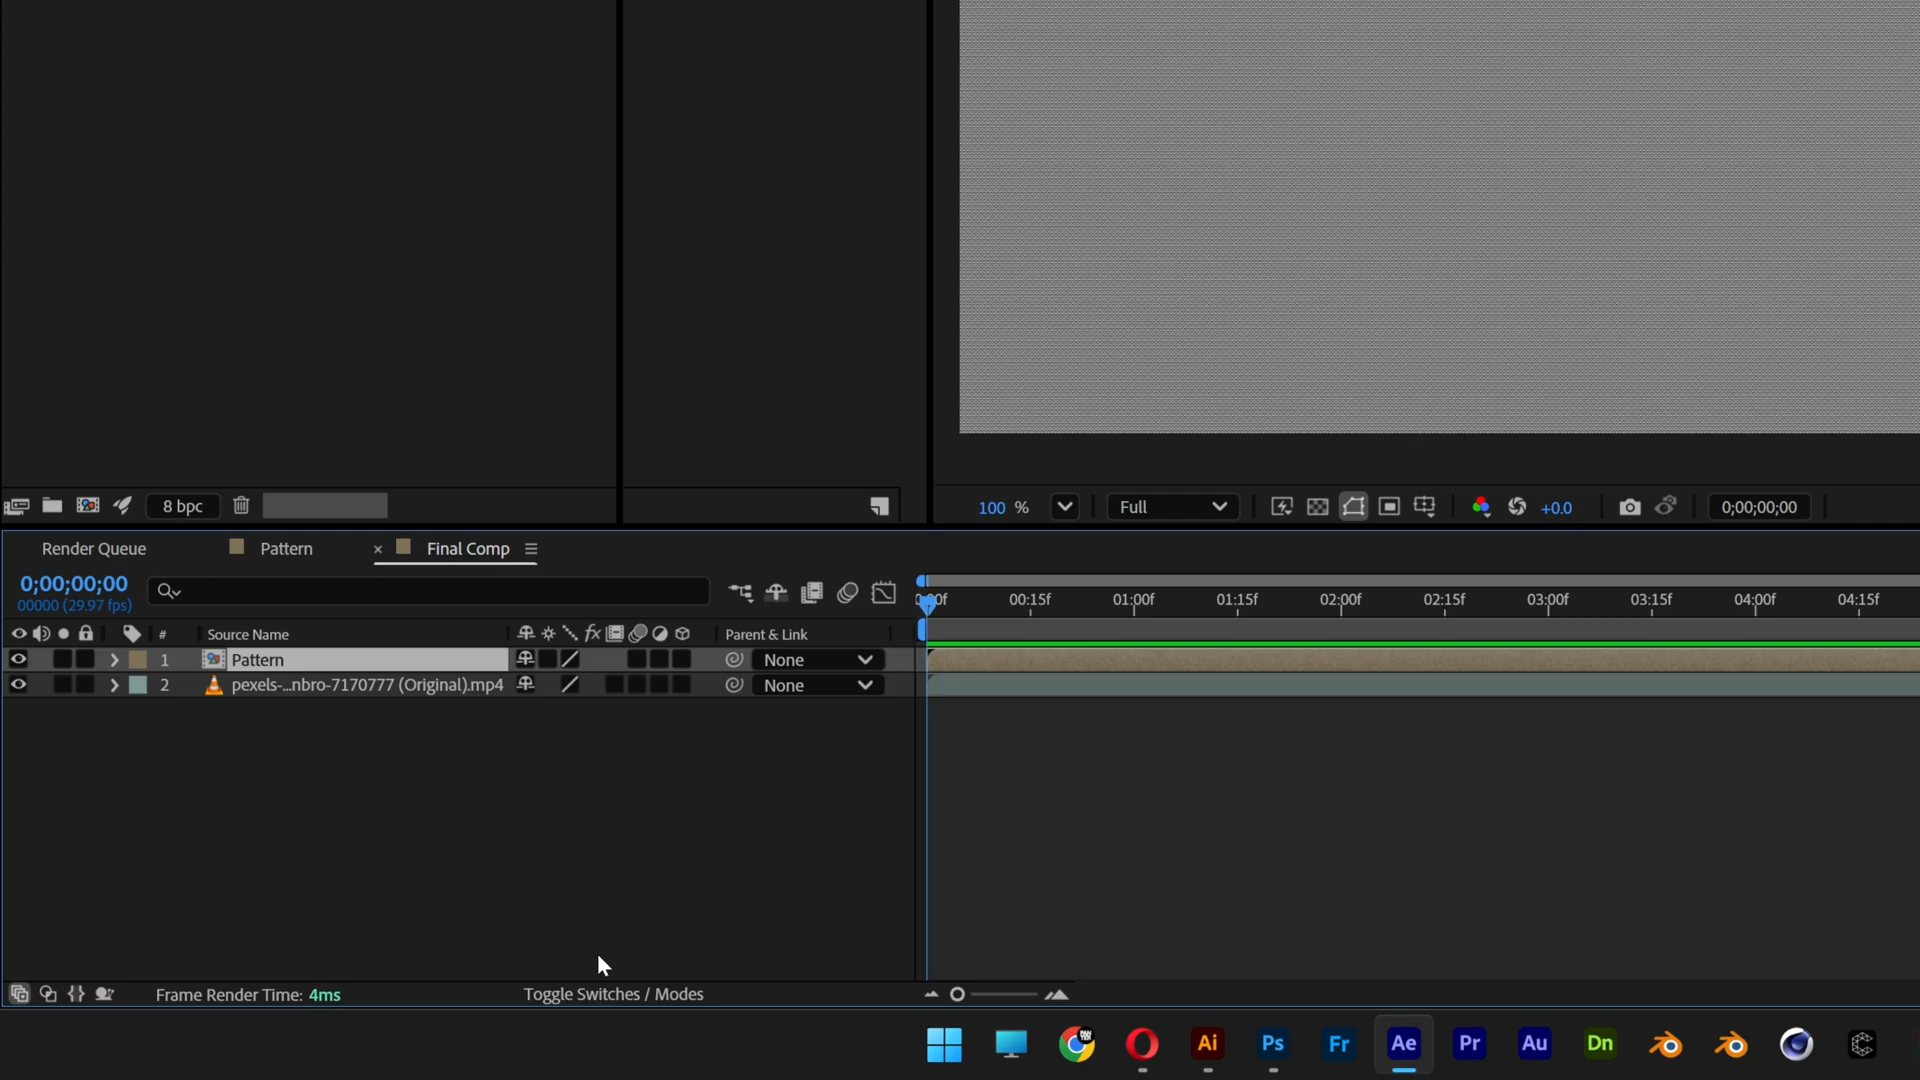 8 bpc
100 %
Full
+0.0
0;00;00;00
Render Queue
Pattern
Final Comp
0;00;00;00
00000 (29.97 fps)
00:15f
01:00f
01:15f
02:00f
02:15f
03:00f
03:15f
04:00f
04:15f
#
Source Name
fx
Parent & Link
1
Pattern
None
2
pexels-...nbro-7170777 (Original).mp4
None
Frame Render Time: 4ms
Toggle Switches / Modes
Ai
Ps
Fr
Ae
Pr
Au
Dn